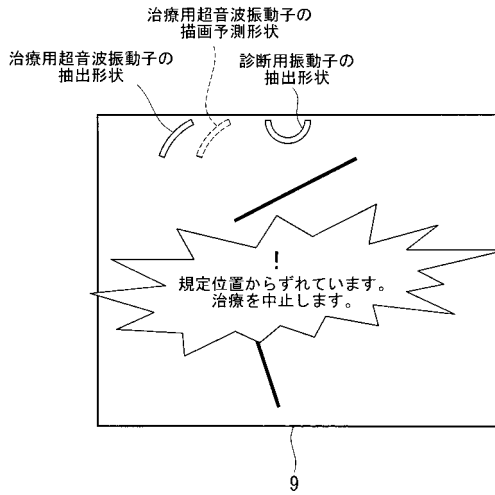 治療用超音波振動子の
描画予測形状
治療用超音波振動子の
抽出形状
診断用振動子の
抽出形状
!
規定位置からずれています。
治療を中止します。
9